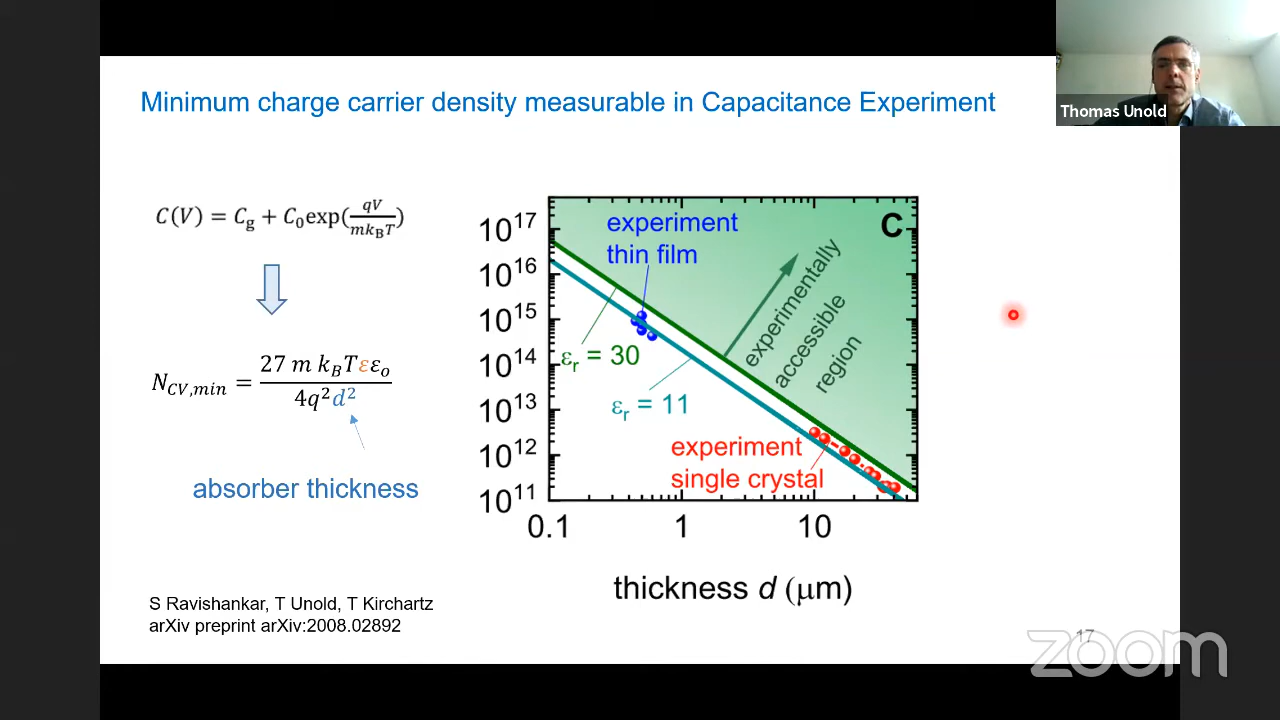 Minimum charge carrier density measurable in Capacitance Experiment
Thomas Unold
C(V) = C_g + C_0 exp(qV / mk_BT)
N_{CV,min} = 27 m k_BTεε_o / 4q²d²
absorber thickness
10^17
10^16
10^15
10^14
10^13
10^12
10^11
experiment
thin film
C
experimentally
accessible
region
ε_r = 30
ε_r = 11
experiment
single crystal
0.1 1 10
thickness d (μm)
S Ravishankar, T Unold, T Kirchartz
arXiv preprint arXiv:2008.02892
17
zoom